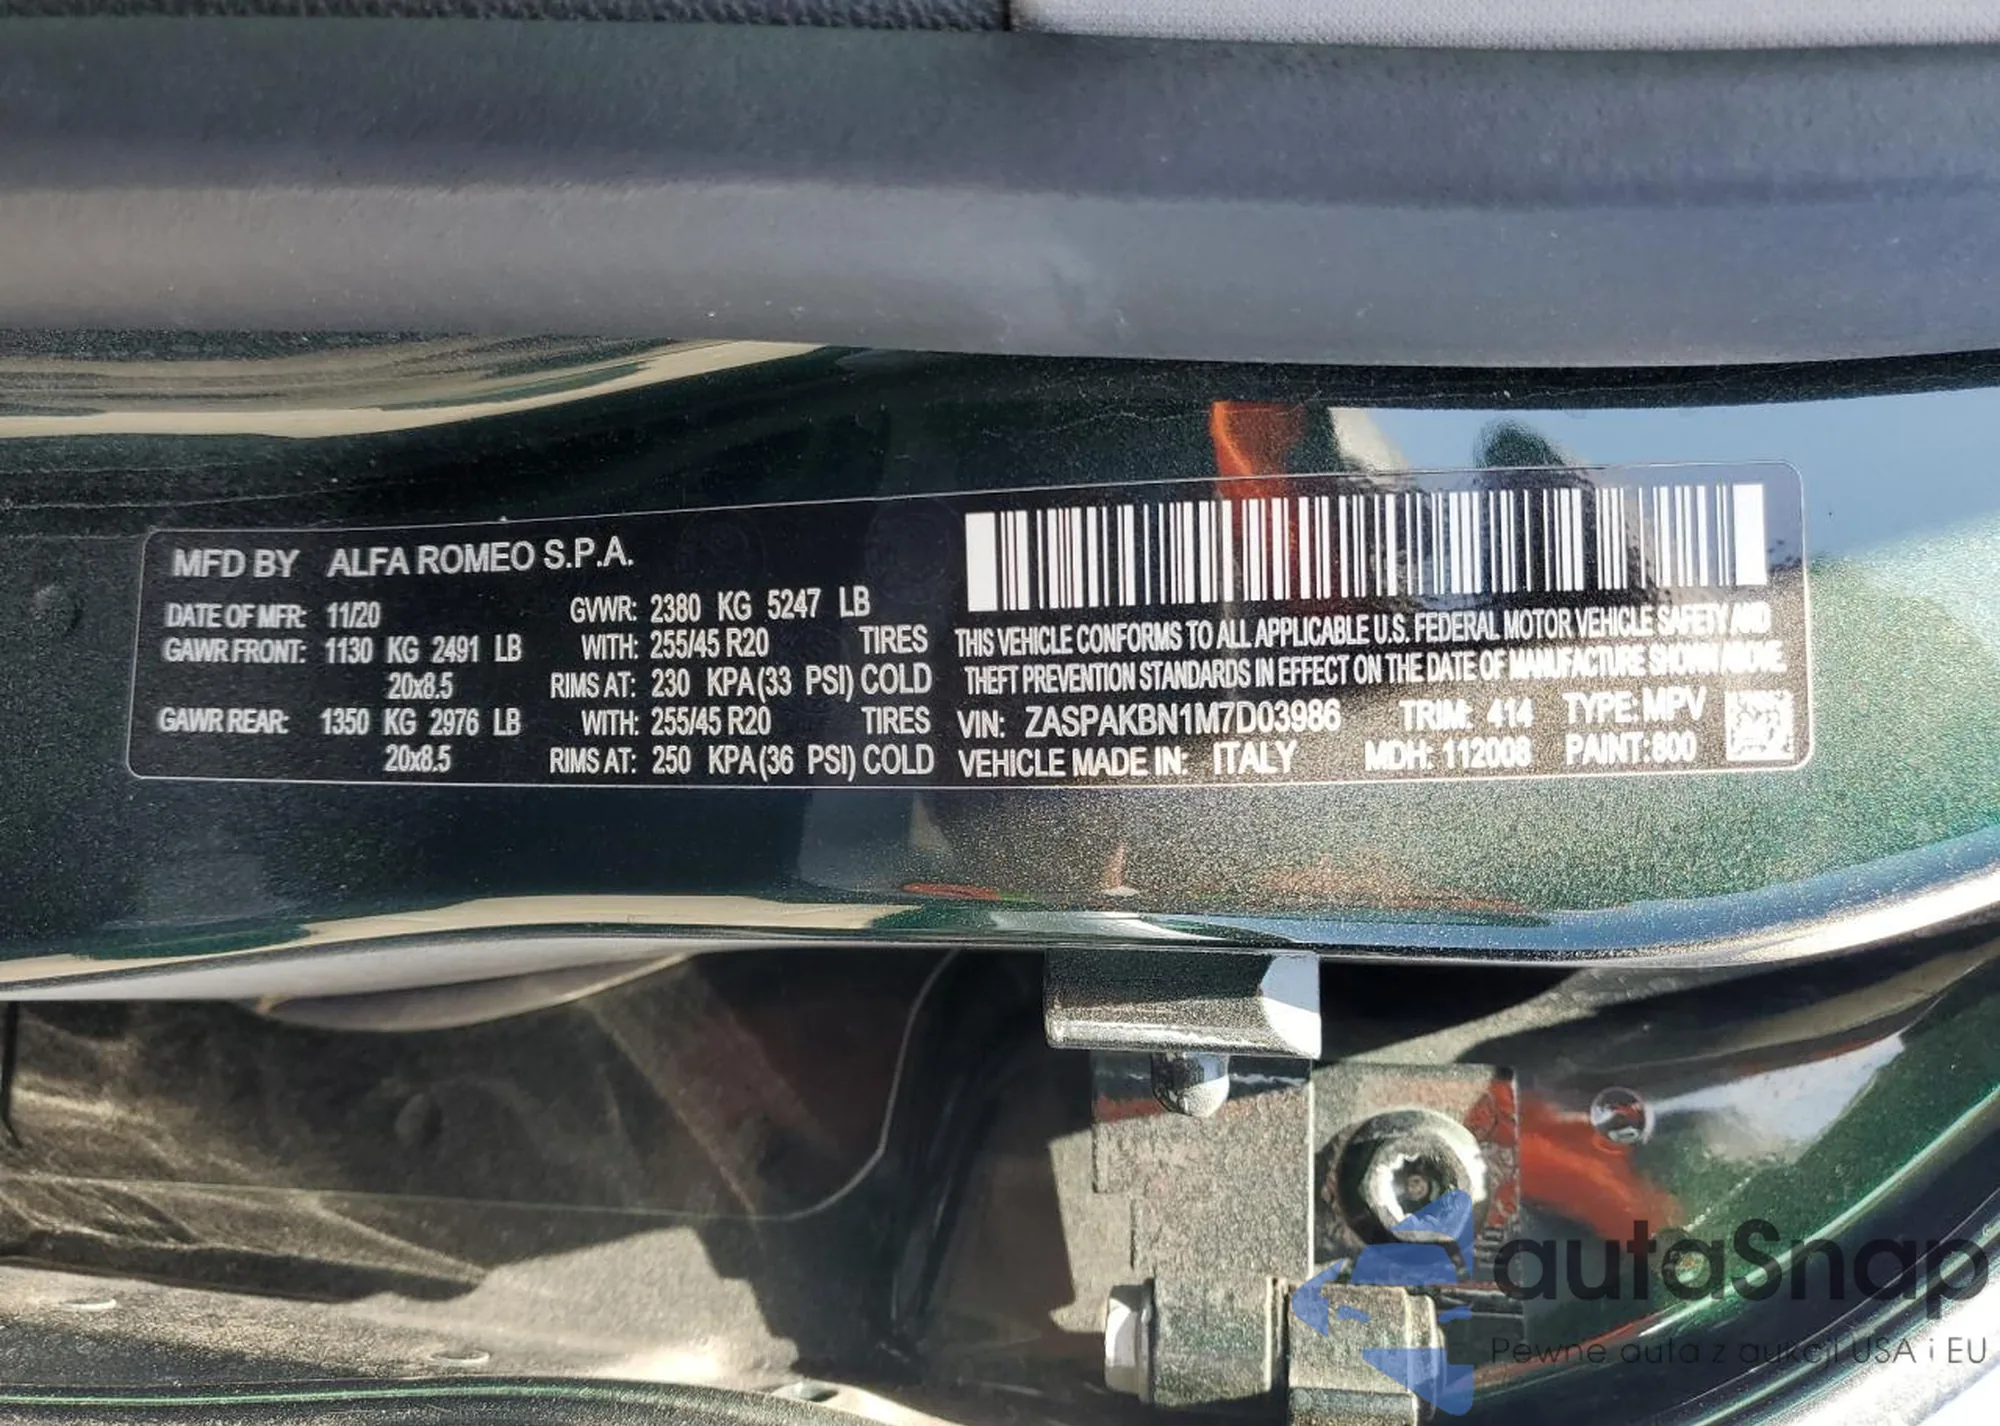 MFD BY ALFA ROMEO S.P.A.
DATE OF MFR: 11/20 GVWR: 2380 KG 5247 LB
GAWR FRONT: 1130 KG 2491 LB WITH: 255/45 R20 TIRES
20x8.5 RIMS AT: 230 KPA(33 PSI) COLD
GAWR REAR: 1350 KG 2976 LB WITH: 255/45 R20 TIRES
20x8.5 RIMS AT: 250 KPA(36 PSI) COLD
THIS VEHICLE CONFORMS TO ALL APPLICABLE U.S. FEDERAL MOTOR VEHICLE SAFETY AND
THEFT PREVENTION STANDARDS IN EFFECT ON THE DATE OF MANUFACTURE SHOWN ABOVE.
VIN: ZASPAKBN1M7D03986 TRIM: 414 TYPE: MPV
VEHICLE MADE IN: ITALY MDH: 112008 PAINT: 800
autaSnap
Pewne auta z aukcji USA i EU